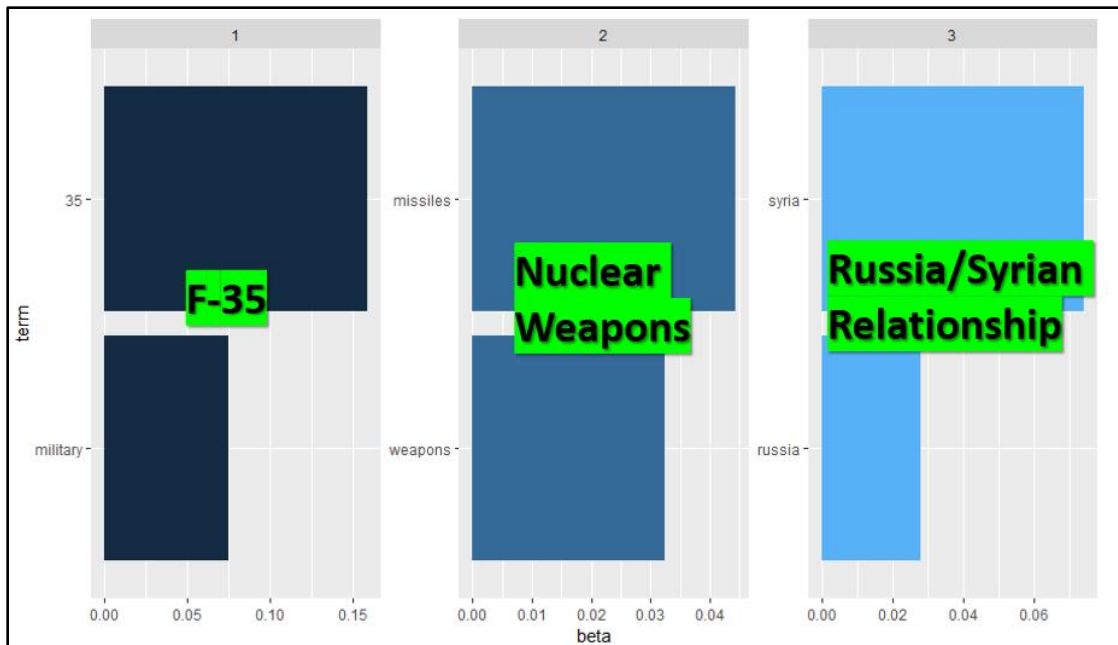 1
2
3
35
military
missiles
weapons
syria
russia
F-35
Nuclear
Weapons
Russia/Syrian
Relationship
term
0.00 0.05 0.10 0.15
0.00 0.01 0.02 0.03 0.04
0.00 0.02 0.04 0.06
beta